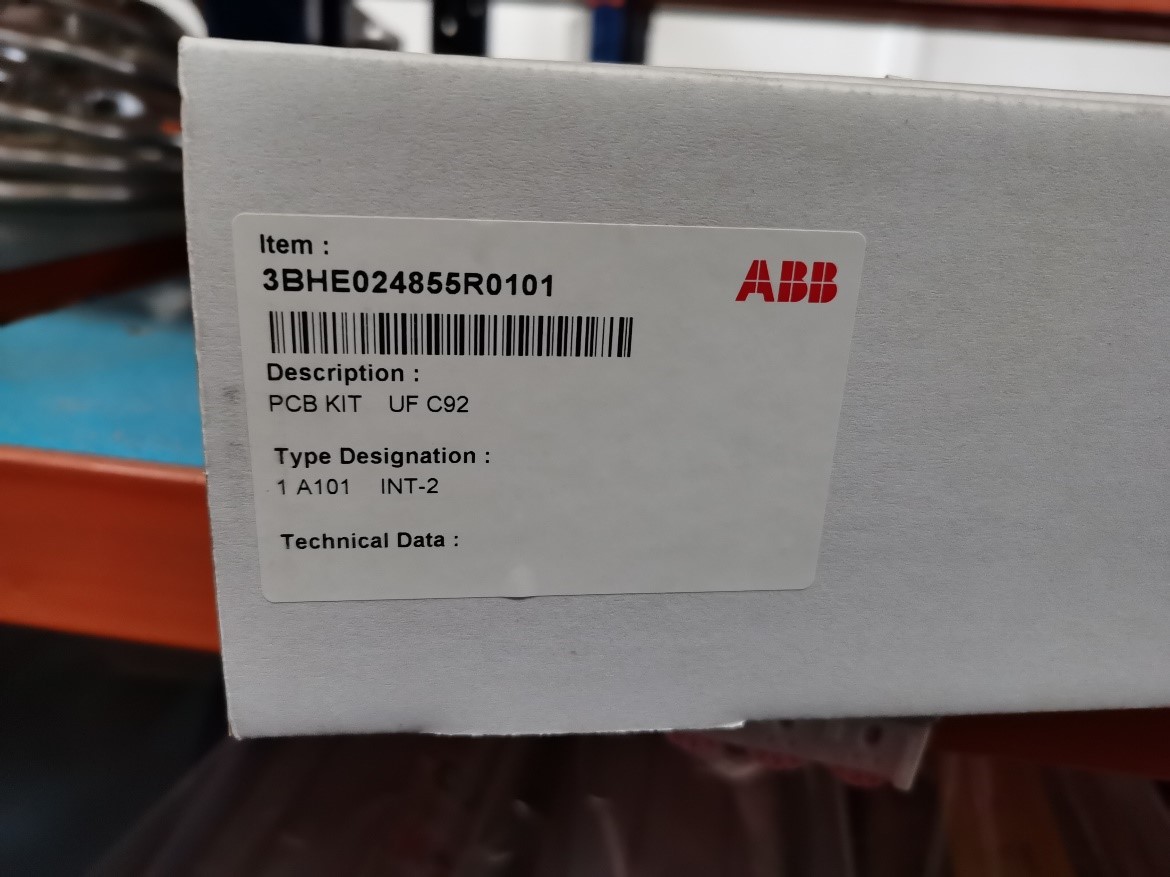 Item :
3BHE024855R0101
ABB
Description :
PCB KIT UF C92
Type Designation :
1 A101 INT-2
Technical Data :